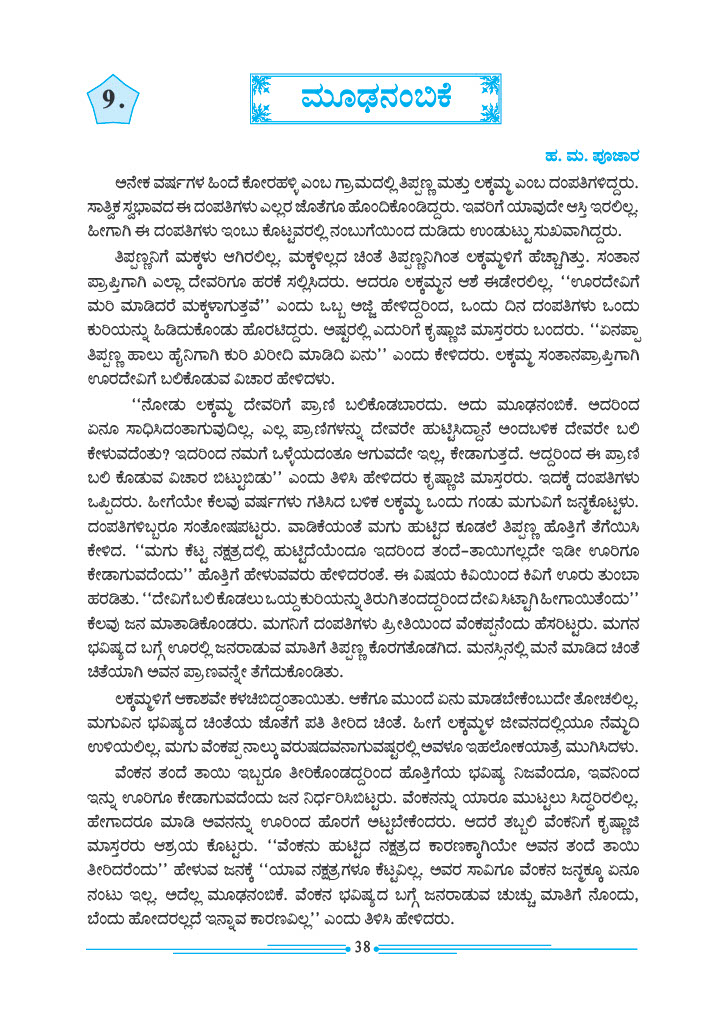 9.
ಮೂಢನಂಬಿಕೆ
ಹ. ಮ. ಪೂಜಾರ
ಅನೇಕ ವರ್ಷಗಳ ಹಿಂದೆ ಕೋರಹಳ್ಳಿ ಎಂಬ ಗ್ರಾಮದಲ್ಲಿ ತಿಪ್ಪಣ್ಣ ಮತ್ತು ಲಕ್ಕಮ್ಮ ಎಂಬ ದಂಪತಿಗಳಿದ್ದರು.
ಸಾತ್ವಿಕ ಸ್ವಭಾವದ ಈ ದಂಪತಿಗಳು ಎಲ್ಲರ ಜೊತೆಗೂ ಹೊಂದಿಕೊಂಡಿದ್ದರು. ಇವರಿಗೆ ಯಾವುದೇ ಆಸ್ತಿ ಇರಲಿಲ್ಲ.
ಹೀಗಾಗಿ ಈ ದಂಪತಿಗಳು ಇಂಬು ಕೊಟ್ಟವರಲ್ಲಿ ನಂಬುಗೆಯಿಂದ ದುಡಿದು ಉಂಡುಟ್ಟು ಸುಖವಾಗಿದ್ದರು.
ತಿಪ್ಪಣ್ಣನಿಗೆ ಮಕ್ಕಳು ಆಗಿರಲಿಲ್ಲ. ಮಕ್ಕಳಿಲ್ಲದ ಚಿಂತೆ ತಿಪ್ಪಣ್ಣನಿಗಿಂತ ಲಕ್ಕಮ್ಮಳಿಗೆ ಹೆಚ್ಚಾಗಿತ್ತು. ಸಂತಾನ
ಪ್ರಾಪ್ತಿಗಾಗಿ ಎಲ್ಲಾ ದೇವರಿಗೂ ಹರಕೆ ಸಲ್ಲಿಸಿದರು. ಆದರೂ ಲಕ್ಕಮ್ಮನ ಆಶೆ ಈಡೇರಲಿಲ್ಲ. ‘‘ಊರದೇವಿಗೆ
ಮರಿ ಮಾಡಿದರೆ ಮಕ್ಕಳಾಗುತ್ತವೆ’’ ಎಂದು ಒಬ್ಬ ಅಜ್ಜಿ ಹೇಳಿದ್ದರಿಂದ, ಒಂದು ದಿನ ದಂಪತಿಗಳು ಒಂದು
ಕುರಿಯನ್ನು ಹಿಡಿದುಕೊಂಡು ಹೊರಟಿದ್ದರು. ಅಷ್ಟರಲ್ಲಿ ಎದುರಿಗೆ ಕೃಷ್ಣಾಜಿ ಮಾಸ್ತರರು ಬಂದರು. ‘‘ಏನಪ್ಪಾ
ತಿಪ್ಪಣ್ಣ ಹಾಲು ಹೈನಿಗಾಗಿ ಕುರಿ ಖರೀದಿ ಮಾಡಿದಿ ಏನು’’ ಎಂದು ಕೇಳಿದರು. ಲಕ್ಕಮ್ಮ ಸಂತಾನಪ್ರಾಪ್ತಿಗಾಗಿ
ಊರದೇವಿಗೆ ಬಲಿಕೊಡುವ ವಿಚಾರ ಹೇಳಿದಳು.
‘‘ನೋಡು ಲಕ್ಕಮ್ಮ ದೇವರಿಗೆ ಪ್ರಾಣಿ ಬಲಿಕೊಡಬಾರದು. ಅದು ಮೂಢನಂಬಿಕೆ. ಅದರಿಂದ
ಏನೂ ಸಾಧಿಸಿದಂತಾಗುವುದಿಲ್ಲ. ಎಲ್ಲ ಪ್ರಾಣಿಗಳನ್ನು ದೇವರೇ ಹುಟ್ಟಿಸಿದ್ದಾನೆ ಅಂದಬಳಿಕ ದೇವರೇ ಬಲಿ
ಕೇಳುವದೆಂತು? ಇದರಿಂದ ನಮಗೆ ಒಳ್ಳೆಯದಂತೂ ಆಗುವದೇ ಇಲ್ಲ, ಕೇಡಾಗುತ್ತದೆ. ಆದ್ದರಿಂದ ಈ ಪ್ರಾಣಿ
ಬಲಿ ಕೊಡುವ ವಿಚಾರ ಬಿಟ್ಟುಬಿಡು’’ ಎಂದು ತಿಳಿಸಿ ಹೇಳಿದರು ಕೃಷ್ಣಾಜಿ ಮಾಸ್ತರರು. ಇದಕ್ಕೆ ದಂಪತಿಗಳು
ಒಪ್ಪಿದರು. ಹೀಗೆಯೇ ಕೆಲವು ವರ್ಷಗಳು ಗತಿಸಿದ ಬಳಿಕ ಲಕ್ಕಮ್ಮ ಒಂದು ಗಂಡು ಮಗುವಿಗೆ ಜನ್ಮಕೊಟ್ಟಳು.
ದಂಪತಿಗಳಿಬ್ಬರೂ ಸಂತೋಷಪಟ್ಟರು. ವಾಡಿಕೆಯಂತೆ ಮಗು ಹುಟ್ಟಿದ ಕೂಡಲೆ ತಿಪ್ಪಣ್ಣ ಹೊತ್ತಿಗೆ ತೆಗೆಯಿಸಿ
ಕೇಳಿದ. ‘‘ಮಗು ಕೆಟ್ಟ ನಕ್ಷತ್ರದಲ್ಲಿ ಹುಟ್ಟಿದೆಯೆಂದೂ ಇದರಿಂದ ತಂದೆ-ತಾಯಿಗಲ್ಲದೇ ಇಡೀ ಊರಿಗೂ
ಕೇಡಾಗುವದೆಂದು’’ ಹೊತ್ತಿಗೆ ಹೇಳುವವರು ಹೇಳಿದರಂತೆ. ಈ ವಿಷಯ ಕಿವಿಯಿಂದ ಕಿವಿಗೆ ಊರು ತುಂಬಾ
ಹರಡಿತು. ‘‘ದೇವಿಗೆ ಬಲಿ ಕೊಡಲು ಒಯ್ದ ಕುರಿಯನ್ನು ತಿರುಗಿ ತಂದದ್ದರಿಂದ ದೇವಿ ಸಿಟ್ಟಾಗಿ ಹೀಗಾಯಿತೆಂದು’’
ಕೆಲವು ಜನ ಮಾತಾಡಿಕೊಂಡರು. ಮಗನಿಗೆ ದಂಪತಿಗಳು ಪ್ರೀತಿಯಿಂದ ವೆಂಕಪ್ಪನೆಂದು ಹೆಸರಿಟ್ಟರು. ಮಗನ
ಭವಿಷ್ಯದ ಬಗ್ಗೆ ಊರಲ್ಲಿ ಜನರಾಡುವ ಮಾತಿಗೆ ತಿಪ್ಪಣ್ಣ ಕೊರಗತೊಡಗಿದ. ಮನಸ್ಸಿನಲ್ಲಿ ಮನೆ ಮಾಡಿದ ಚಿಂತೆ
ಚಿತೆಯಾಗಿ ಅವನ ಪ್ರಾಣವನ್ನೇ ತೆಗೆದುಕೊಂಡಿತು.
ಲಕ್ಕಮ್ಮಳಿಗೆ ಆಕಾಶವೇ ಕಳಚಿಬಿದ್ದಂತಾಯಿತು. ಆಕೆಗೂ ಮುಂದೆ ಏನು ಮಾಡಬೇಕೆಂಬುದೇ ತೋಚಲಿಲ್ಲ.
ಮಗುವಿನ ಭವಿಷ್ಯದ ಚಿಂತೆಯ ಜೊತೆಗೆ ಪತಿ ತೀರಿದ ಚಿಂತೆ. ಹೀಗೆ ಲಕ್ಕಮ್ಮಳ ಜೀವನದಲ್ಲಿಯೂ ನೆಮ್ಮದಿ
ಉಳಿಯಲಿಲ್ಲ. ಮಗು ವೆಂಕಪ್ಪ ನಾಲ್ಕು ವರುಷದವನಾಗುವಷ್ಟರಲ್ಲಿ ಅವಳೂ ಇಹಲೋಕಯಾತ್ರೆ ಮುಗಿಸಿದಳು.
ವೆಂಕನ ತಂದೆ ತಾಯಿ ಇಬ್ಬರೂ ತೀರಿಕೊಂಡದ್ದರಿಂದ ಹೊತ್ತಿಗೆಯ ಭವಿಷ್ಯ ನಿಜವೆಂದೂ, ಇವನಿಂದ
ಇನ್ನು ಊರಿಗೂ ಕೇಡಾಗುವದೆಂದು ಜನ ನಿರ್ಧರಿಸಿಬಿಟ್ಟರು. ವೆಂಕನನ್ನು ಯಾರೂ ಮುಟ್ಟಲು ಸಿದ್ಧರಿರಲಿಲ್ಲ.
ಹೇಗಾದರೂ ಮಾಡಿ ಅವನನ್ನು ಊರಿಂದ ಹೊರಗೆ ಅಟ್ಟಬೇಕೆಂದರು. ಆದರೆ ತಬ್ಬಲಿ ವೆಂಕನಿಗೆ ಕೃಷ್ಣಾಜಿ
ಮಾಸ್ತರರು ಆಶ್ರಯ ಕೊಟ್ಟರು. ‘‘ವೆಂಕನು ಹುಟ್ಟಿದ ನಕ್ಷತ್ರದ ಕಾರಣಕ್ಕಾಗಿಯೇ ಅವನ ತಂದೆ ತಾಯಿ
ತೀರಿದರೆಂದು’’ ಹೇಳುವ ಜನಕ್ಕೆ ‘‘ಯಾವ ನಕ್ಷತ್ರಗಳೂ ಕೆಟ್ಟವಿಲ್ಲ. ಅವರ ಸಾವಿಗೂ ವೆಂಕನ ಜನ್ಮಕ್ಕೂ ಏನೂ
ನಂಟು ಇಲ್ಲ. ಅದೆಲ್ಲ ಮೂಢನಂಬಿಕೆ. ವೆಂಕನ ಭವಿಷ್ಯದ ಬಗ್ಗೆ ಜನರಾಡುವ ಚುಚ್ಚು ಮಾತಿಗೆ ನೊಂದು,
ಬೆಂದು ಹೋದರಲ್ಲದೆ ಇನ್ನಾವ ಕಾರಣವಿಲ್ಲ’’ ಎಂದು ತಿಳಿಸಿ ಹೇಳಿದರು.
38